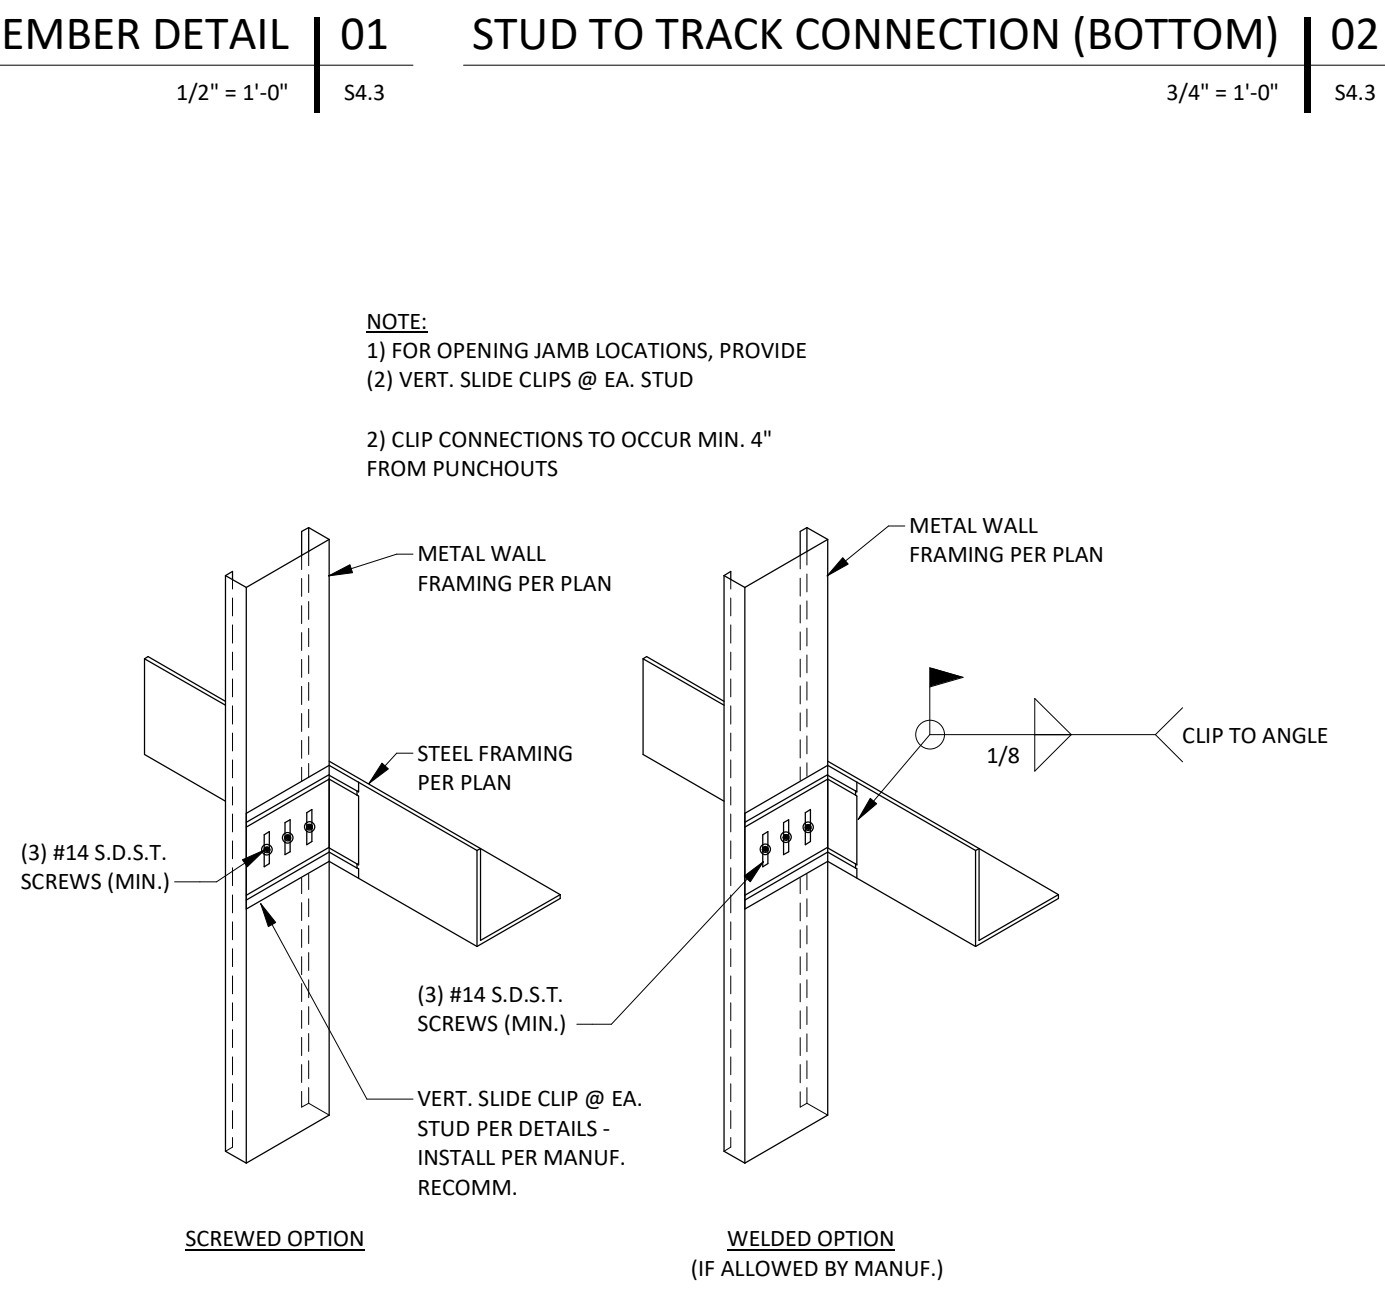 EMBER DETAIL 01
1/2" = 1'-0" S4.3
STUD TO TRACK CONNECTION (BOTTOM) 02
3/4" = 1'-0" S4.3
NOTE:
1) FOR OPENING JAMB LOCATIONS, PROVIDE
(2) VERT. SLIDE CLIPS @ EA. STUD
2) CLIP CONNECTIONS TO OCCUR MIN. 4"
FROM PUNCHOUTS
METAL WALL
FRAMING PER PLAN
STEEL FRAMING
PER PLAN
(3) #14 S.D.S.T.
SCREWS (MIN.)
VERT. SLIDE CLIP @ EA.
STUD PER DETAILS -
INSTALL PER MANUF.
RECOMM.
SCREWED OPTION
METAL WALL
FRAMING PER PLAN
1/8
CLIP TO ANGLE
(3) #14 S.D.S.T.
SCREWS (MIN.)
WELDED OPTION
(IF ALLOWED BY MANUF.)